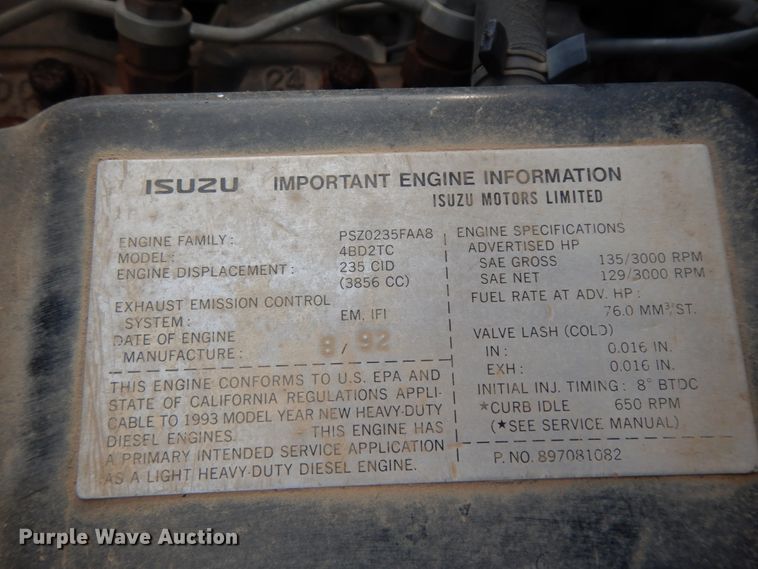 04
ISUZU IMPORTANT ENGINE INFORMATION
ISUZU MOTORS LIMITED
ENGINE FAMILY: PSZ0235FAA8
MODEL: 4BD2TC
ENGINE DISPLACEMENT: 235 CID
(3856 CC)
EXHAUST EMISSION CONTROL
SYSTEM: EM, IFI
DATE OF ENGINE
MANUFACTURE: 9/92
THIS ENGINE CONFORMS TO U.S. EPA AND
STATE OF CALIFORNIA REGULATIONS APPLI-
CABLE TO 1993 MODEL YEAR NEW HEAVY-DUTY
DIESEL ENGINES. THIS ENGINE HAS
A PRIMARY INTENDED SERVICE APPLICATION
AS A LIGHT HEAVY-DUTY DIESEL ENGINE.
ENGINE SPECIFICATIONS
ADVERTISED HP
SAE GROSS 135/3000 RPM
SAE NET 129/3000 RPM
FUEL RATE AT ADV. HP:
76.0 MM³/ST.
VALVE LASH (COLD)
IN: 0.016 IN.
EXH: 0.016 IN.
INITIAL INJ. TIMING: 8° BTDC
★CURB IDLE 650 RPM
(★SEE SERVICE MANUAL)
P. NO. 897081082
Purple Wave Auction